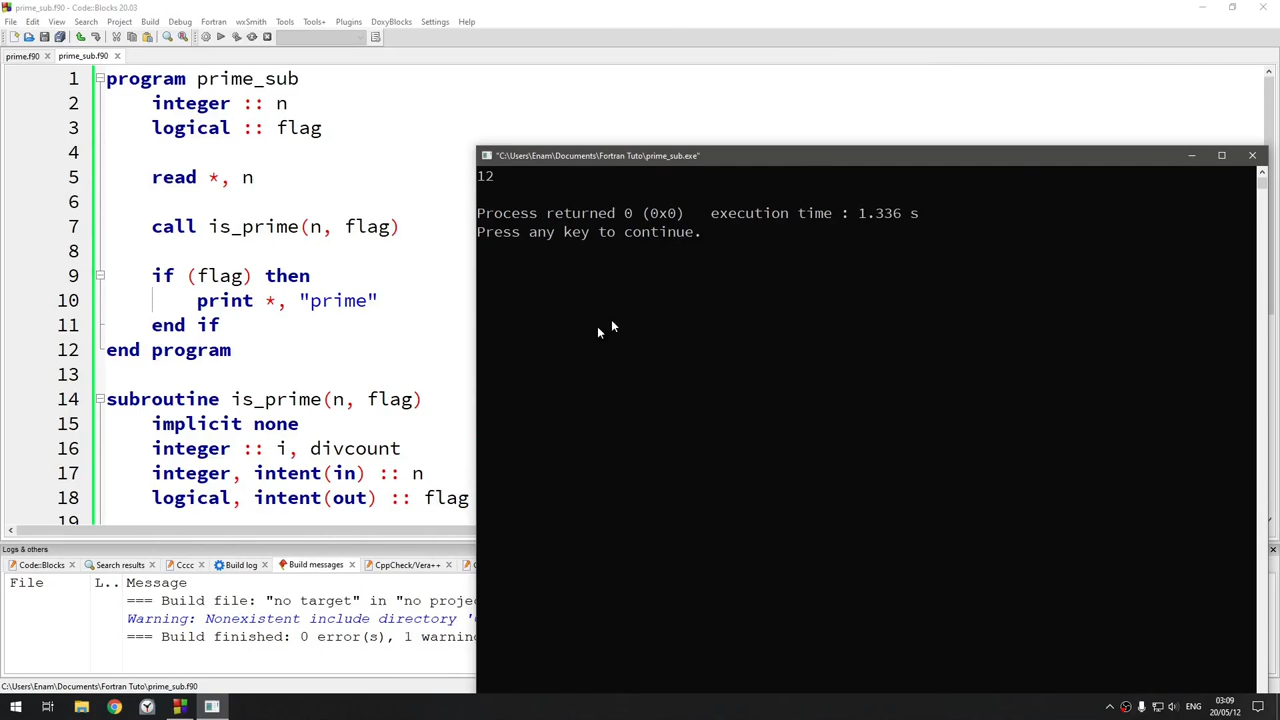 prime_sub.f90 - Code::Blocks 20.03
File Edit View Search Project Build Debug Fortran wxSmith Tools Tools+ Plugins DoxyBlocks Settings Help
prime.f90 prime_sub.f90
1 program prime_sub
2 integer :: n
3 logical :: flag
4
5 read *, n
6
7 call is_prime(n, flag)
8
9 if (flag) then
10 print *, "prime"
11 end if
12 end program
13
14 subroutine is_prime(n, flag)
15 implicit none
16 integer :: i, divcount
17 integer, intent(in) :: n
18 logical, intent(out) :: flag
19
"C:\Users\Enam\Documents\Fortran Tuto\prime_sub.exe"
12
Process returned 0 (0x0) execution time : 1.336 s
Press any key to continue.
Logs & others
Code::Blocks Search results Cccc Build log Build messages CppCheck/Vera++
File L.. Message
=== Build file: "no target" in "no proje
Warning: Nonexistent include directory '
=== Build finished: 0 error(s), 1 warnin
C:\Users\Enam\Documents\Fortran Tuto\prime_sub.f90
ENG
03:09
20/05/12